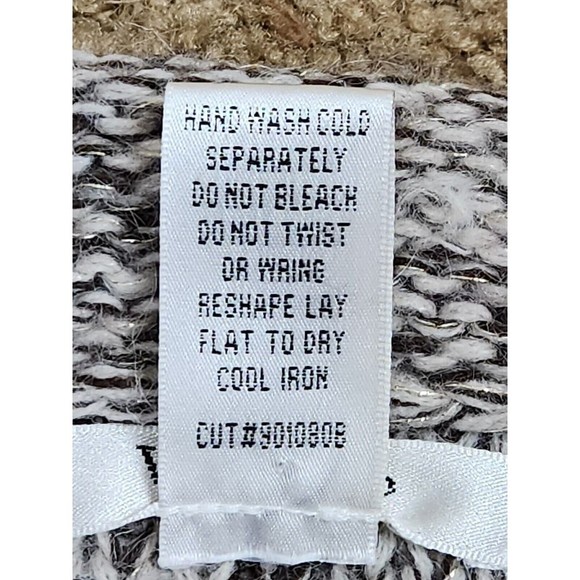 HAND WASH COLD
SEPARATELY
DO NOT BLEACH
DO NOT TWIST
OR WRING
RESHAPE LAY
FLAT TO DRY
COOL IRON
CUT#9010808